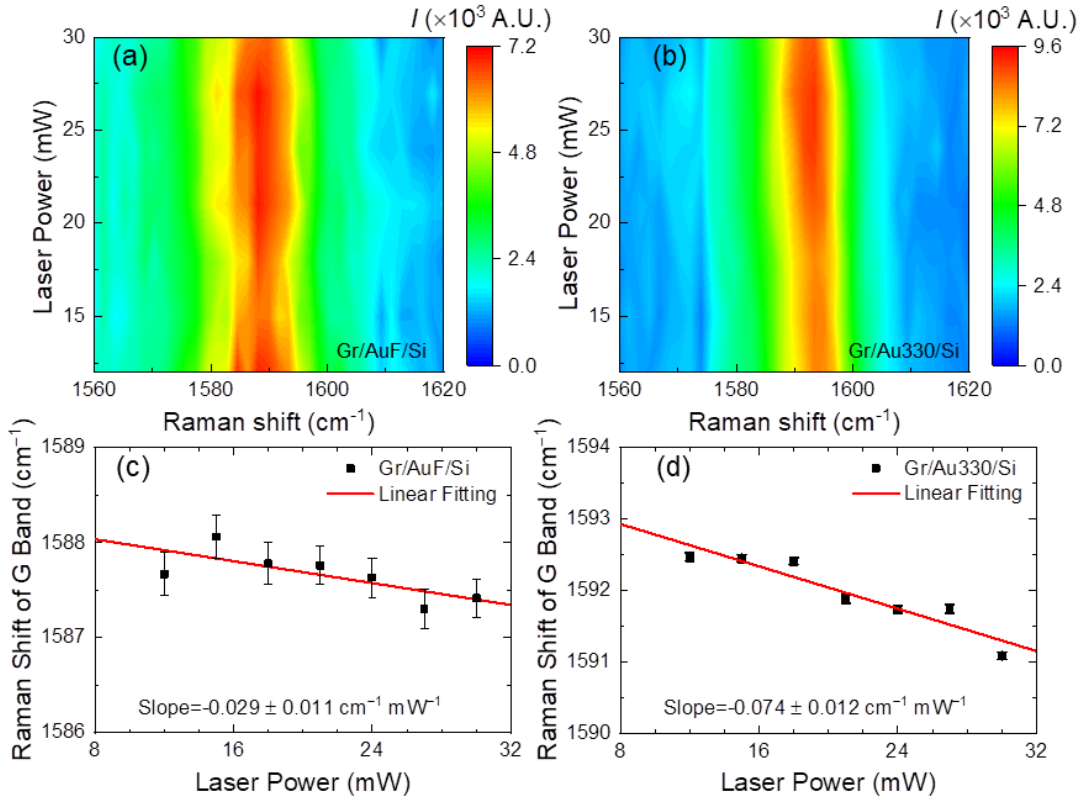 I (×10³ A.U.)
(a)
30
25
20
15
Laser Power (mW)
Gr/AuF/Si
1560 1580 1600 1620
Raman shift (cm⁻¹)
7.2
4.8
2.4
0.0
I (×10³ A.U.)
(b)
30
25
20
15
Laser Power (mW)
Gr/Au330/Si
1560 1580 1600 1620
Raman shift (cm⁻¹)
9.6
7.2
4.8
2.4
0.0
(c)
Gr/AuF/Si
Linear Fitting
1589
1588
1587
1586
Raman Shift of G Band (cm⁻¹)
Slope=-0.029 ± 0.011 cm⁻¹ mW⁻¹
8 16 24 32
Laser Power (mW)
(d)
Gr/Au330/Si
Linear Fitting
1594
1593
1592
1591
1590
Raman Shift of G Band (cm⁻¹)
Slope=-0.074 ± 0.012 cm⁻¹ mW⁻¹
8 16 24 32
Laser Power (mW)